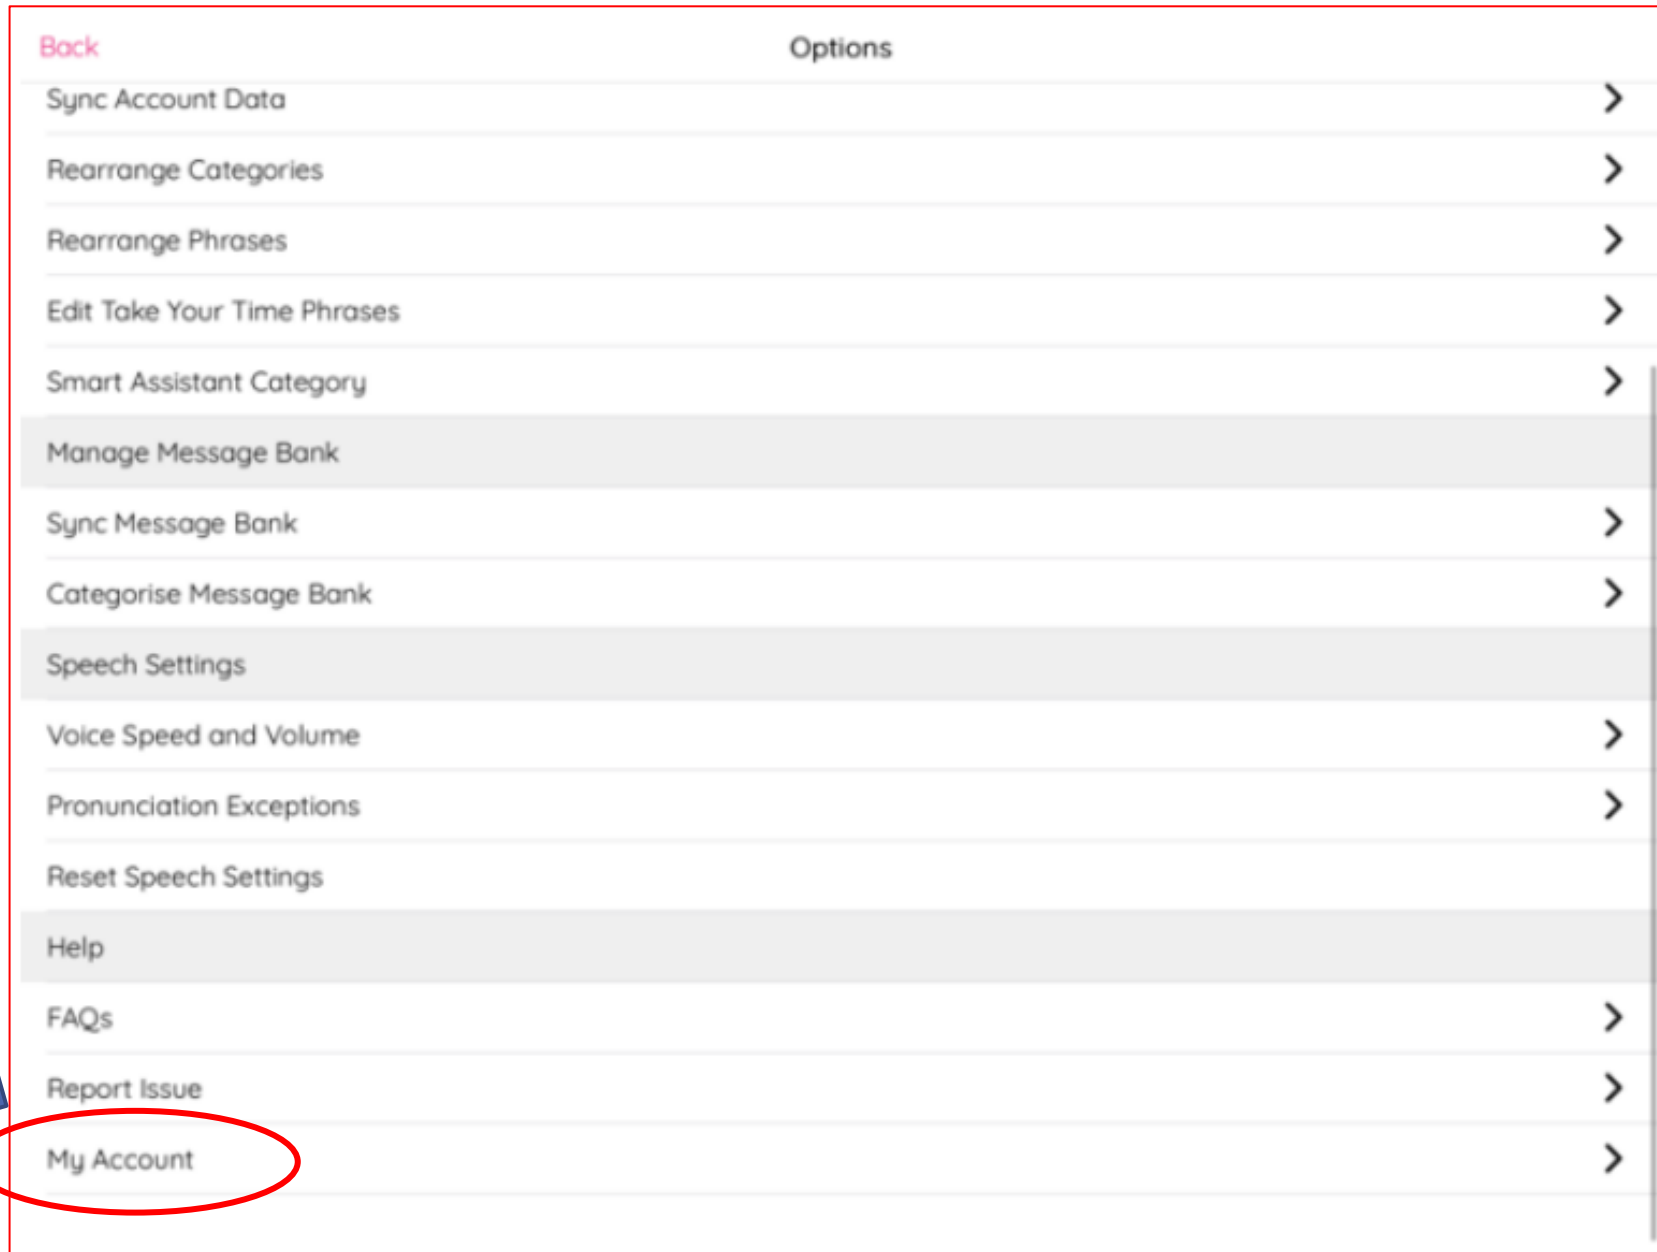 Back
Options
Sync Account Data
Rearrange Categories
Rearrange Phrases
Edit Take Your Time Phrases
Smart Assistant Category
Manage Message Bank
Sync Message Bank
Categorise Message Bank
Speech Settings
Voice Speed and Volume
Pronunciation Exceptions
Reset Speech Settings
Help
FAQs
Report Issue
My Account